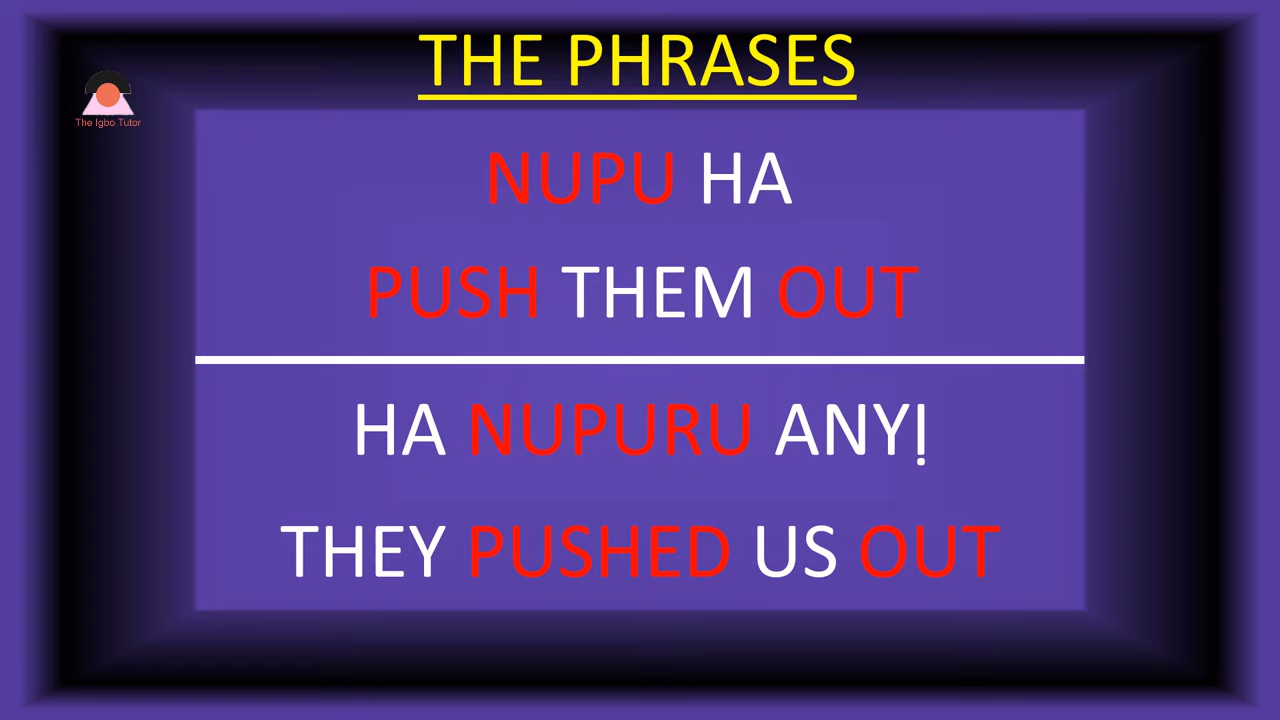 THE PHRASES
The Igbo Tutor
NUPU HA
PUSH THEM OUT
HA NUPURU ANYỊ
THEY PUSHED US OUT